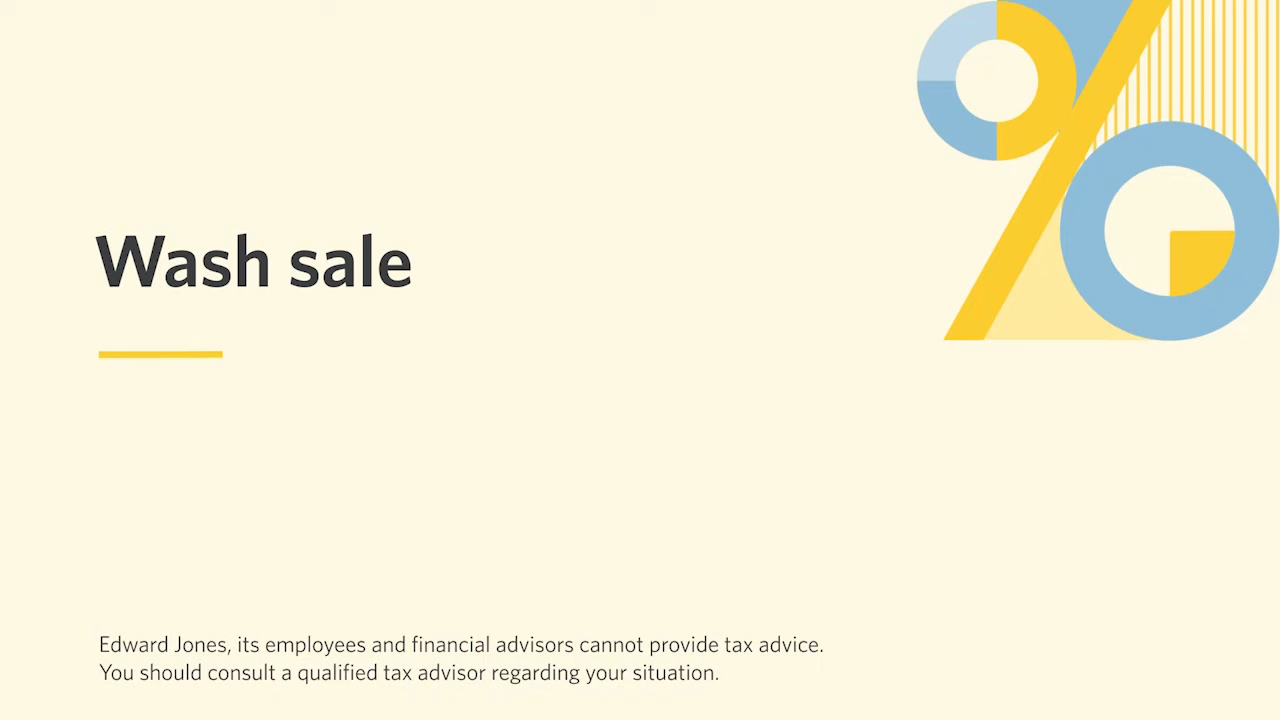 Wash sale
Edward Jones, its employees and financial advisors cannot provide tax advice.
You should consult a qualified tax advisor regarding your situation.